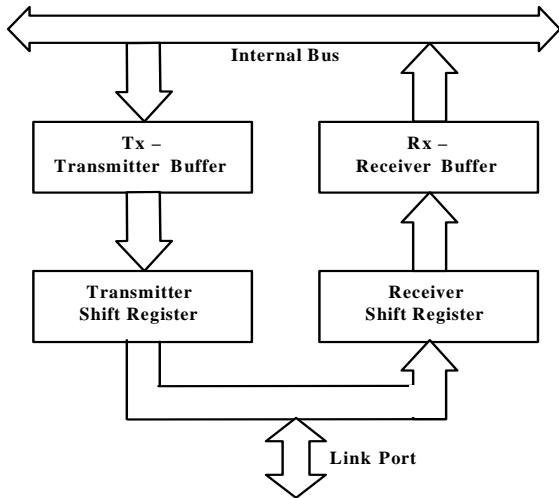 Internal Bus
Tx –
Transmitter Buffer
Rx –
Receiver Buffer
Transmitter
Shift Register
Receiver
Shift Register
Link Port